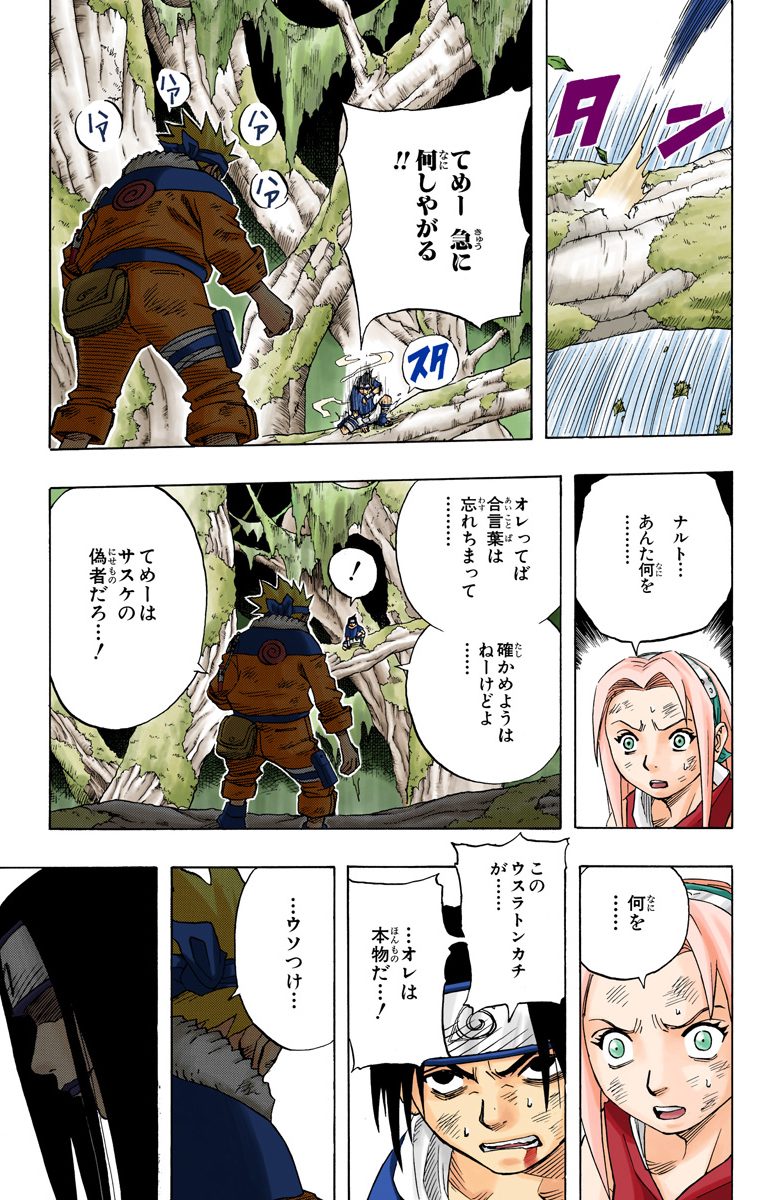 タン
てめー 急に
何しやがる
!!
ハァ
ハァ
ハァ
ハァ
スタ
ナルト…
あんた何を
………
オレってば
合言葉は
忘れちまって
………
確かめようは
ねーけどよ
………
!
てめーは
サスケの
偽者だろ…!
…何を
……
この
ウスラトンカチ
が……
…オレは
本物だ…!
…ウソつけ…